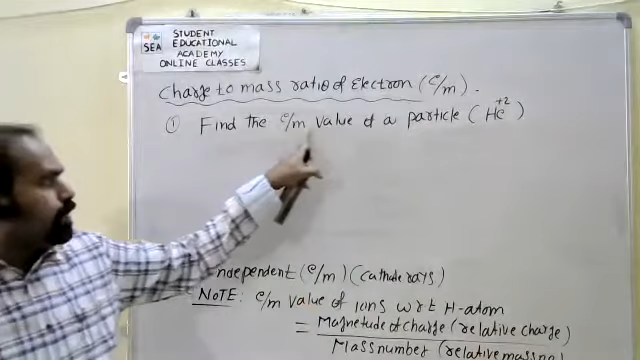 STUDENT
EDUCATIONAL
ACADEMY
ONLINE CLASSES
SEA
Charge to mass ratio of Electron (e/m).
① Find the e/m value of α particle (He+2)
ndependent (e/m) (cathode rays)
NOTE: e/m value of Ions w r t H-atom
= Magnitude of charge (relative charge)
Mass number (relative mass no